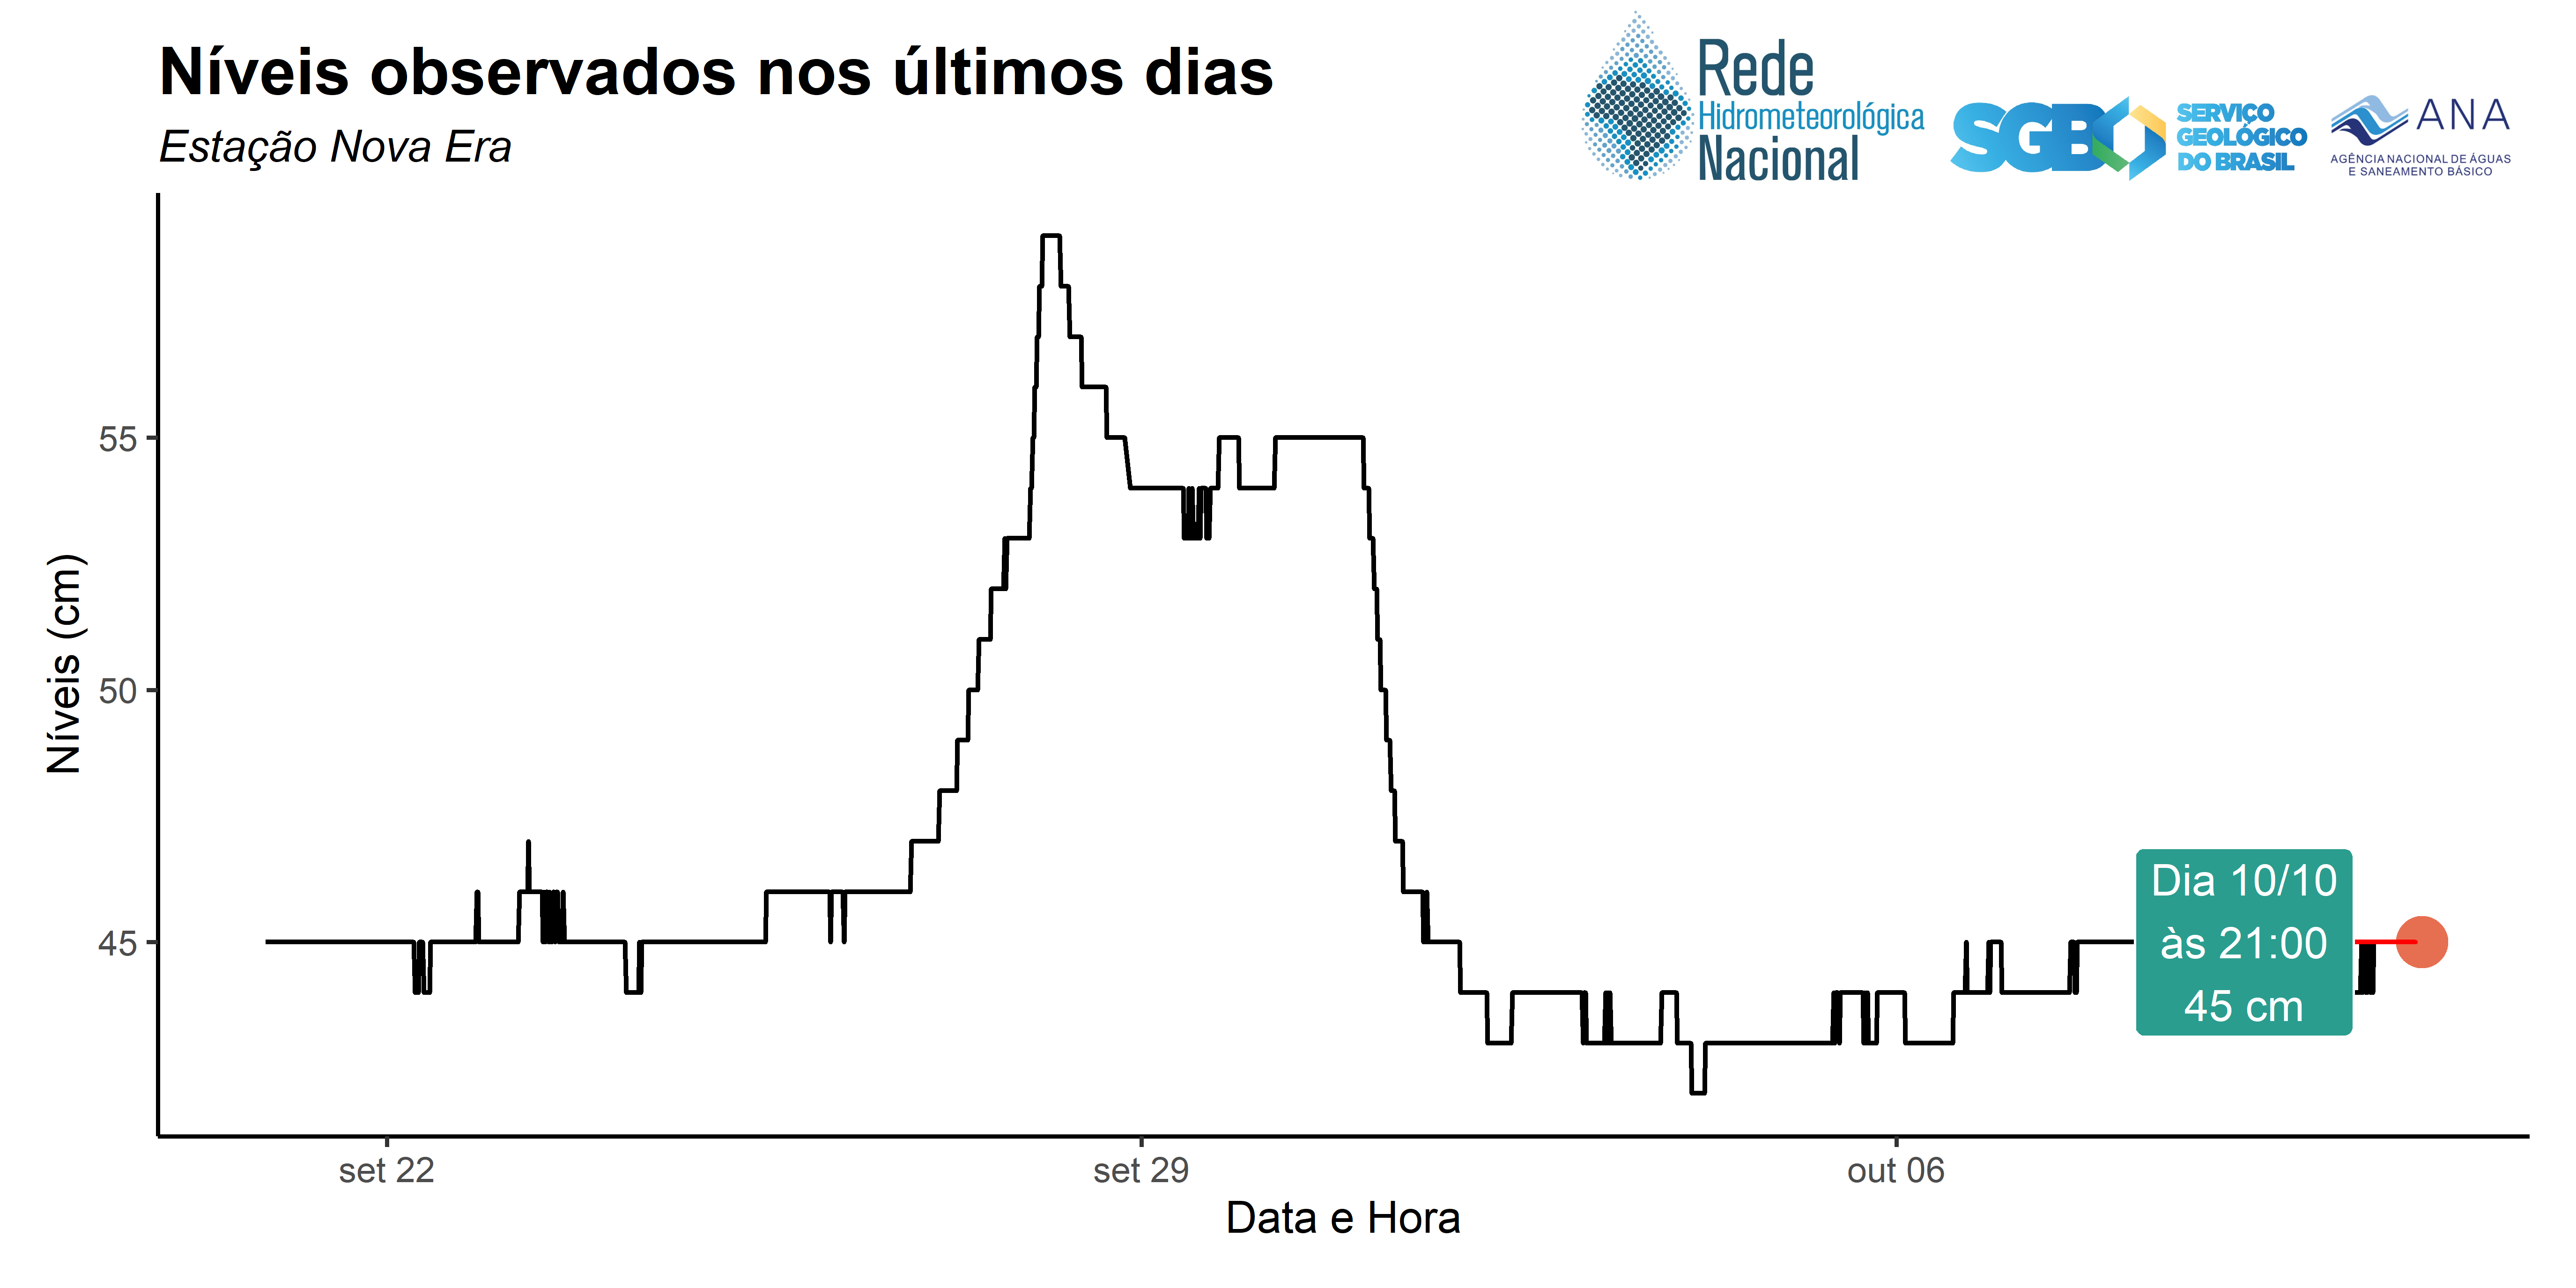 Níveis observados nos últimos dias
Estação Nova Era
Rede
Hidrometeorológica
Nacional
SGB
SERVIÇO
GEOLÓGICO
DO BRASIL
ANA
AGÊNCIA NACIONAL DE ÁGUAS
E SANEAMENTO BÁSICO
Níveis (cm)
55
50
45
Dia 10/10
às 21:00
45 cm
set 22
set 29
out 06
Data e Hora